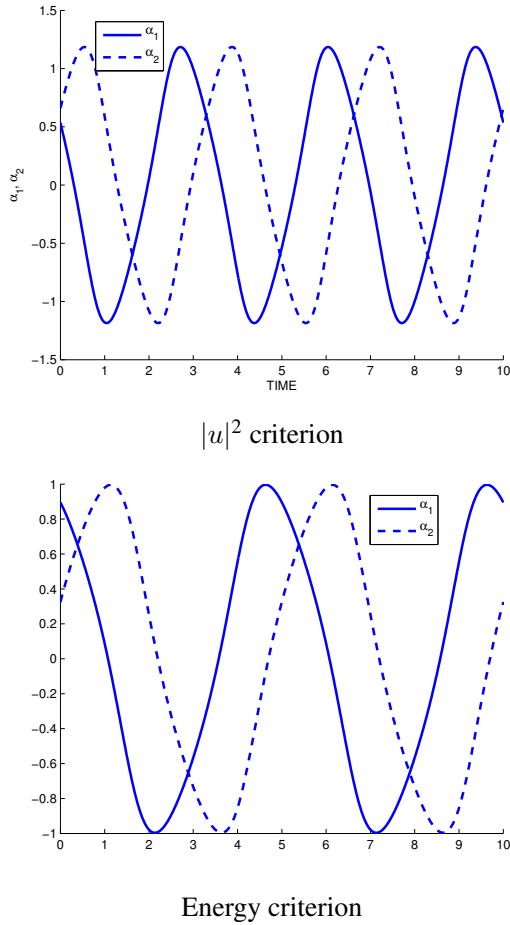 1.5
1
0.5
0
−0.5
−1
−1.5
α1, α2
α1
α2
0 1 2 3 4 5 6 7 8 9 10
TIME
|u|² criterion
1
0.8
0.6
0.4
0.2
0
−0.2
−0.4
−0.6
−0.8
−1
α1
α2
0 1 2 3 4 5 6 7 8 9 10
Energy criterion